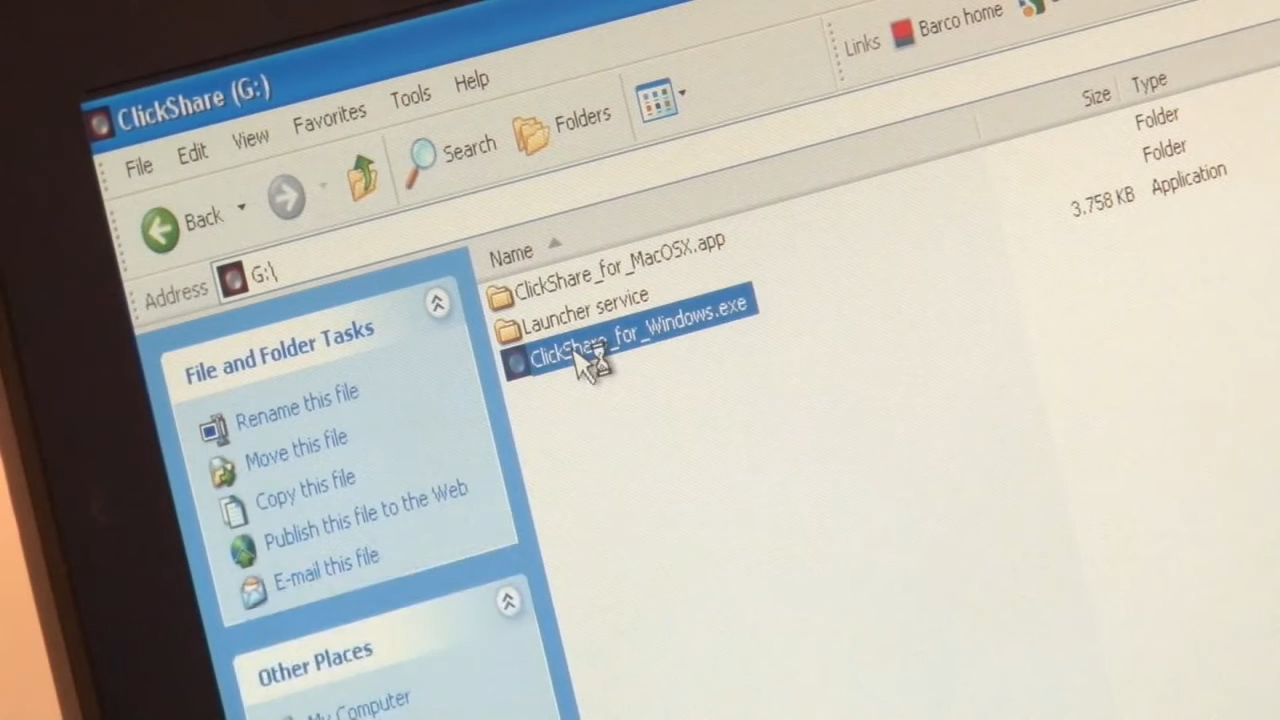 ClickShare (G:)
File Edit View Favorites Tools Help
Links Barco home
Back Search Folders
Address G:\
Name Size Type
ClickShare_for_MacOSX.app Folder
Launcher service Folder
ClickShare_for_Windows.exe 3.758 KB Application
File and Folder Tasks
Rename this file
Move this file
Copy this file
Publish this file to the Web
E-mail this file
Other Places
My Computer